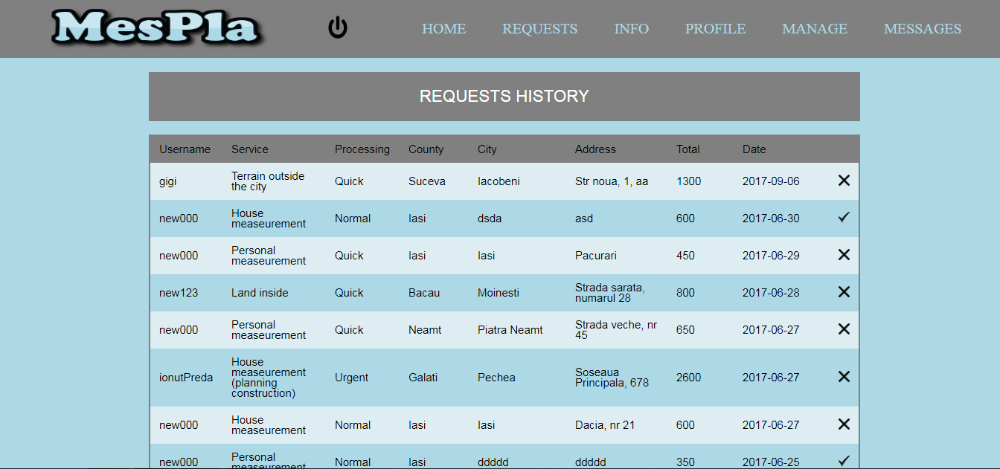 MesPla
HOME REQUESTS INFO PROFILE MANAGE MESSAGES
REQUESTS HISTORY
Username Service Processing County City Address Total Date
gigi Terrain outside Quick Suceva Iacobeni Str noua, 1, aa 1300 2017-09-06
the city
new000 House Normal Iasi dsda asd 600 2017-06-30
measeurement
new000 Personal Quick Iasi Iasi Pacurari 450 2017-06-29
measeurement
new123 Land inside Quick Bacau Moinesti Strada sarata, 800 2017-06-28
numarul 28
new000 Personal Quick Neamt Piatra Neamt Strada veche, nr 650 2017-06-27
measeurement 45
House
measeurement
ionutPreda (planning Urgent Galati Pechea Soseaua 2600 2017-06-27
construction) Principala, 678
new000 House Normal Iasi Iasi Dacia, nr 21 600 2017-06-27
measeurement
new000 Personal Normal Iasi ddddd ddddd 350 2017-06-25
measeurement